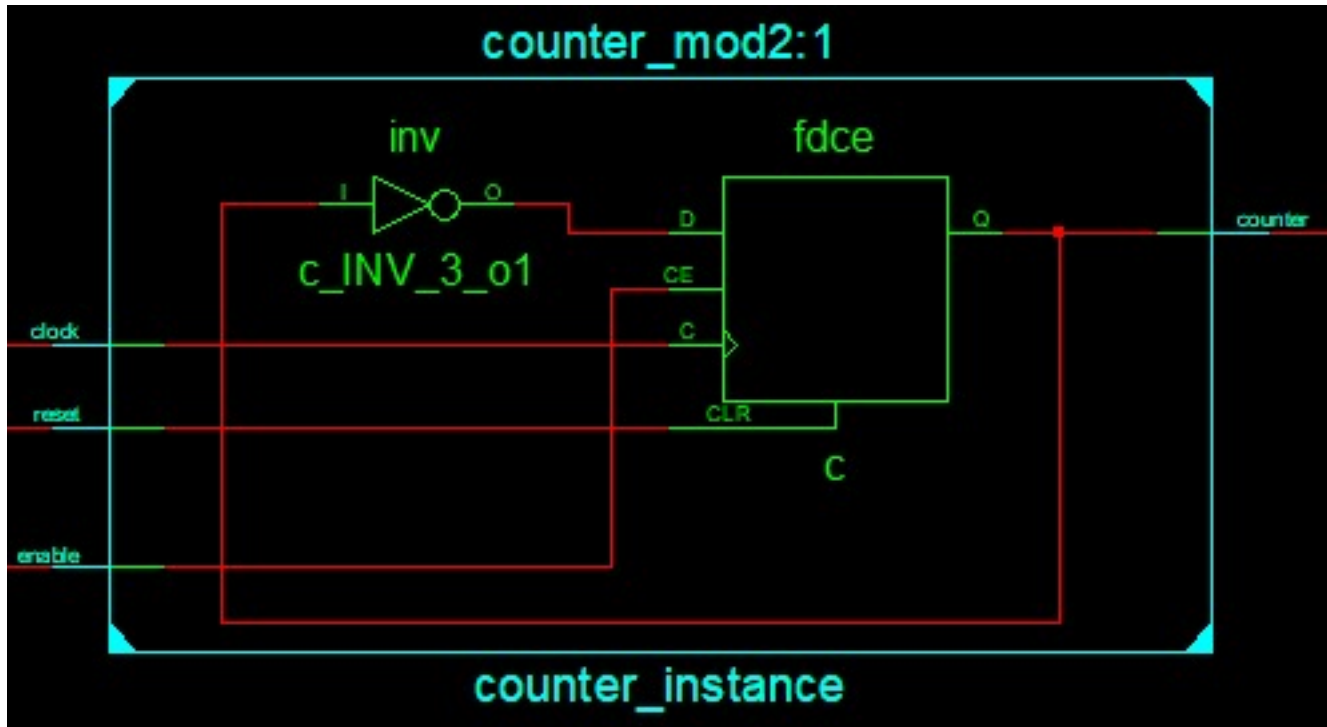 counter_mod2:1
inv
fdce
I
O
D
Q
counter
CE
c_INV_3_o1
clock
C
reset
CLR
C
enable
counter_instance